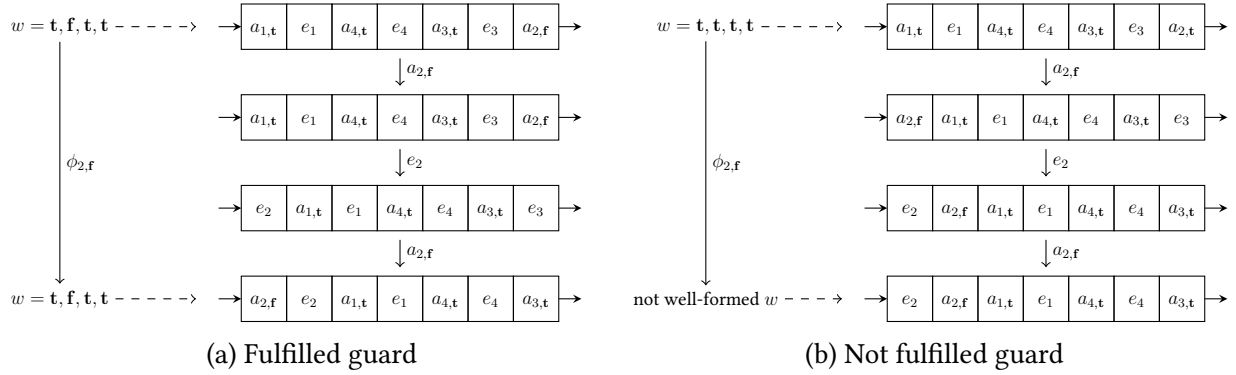 w = t, f, t, t
a₁,ₜ e₁ a₄,ₜ e₄ a₃,ₜ e₃ a₂,f
a₂,f
a₁,ₜ e₁ a₄,ₜ e₄ a₃,ₜ e₃ a₂,f
ϕ₂,f
e₂
e₂ a₁,ₜ e₁ a₄,ₜ e₄ a₃,ₜ e₃
a₂,f
w = t, f, t, t
a₂,f e₂ a₁,ₜ e₁ a₄,ₜ e₄ a₃,ₜ
(a) Fulfilled guard
w = t, t, t, t
a₁,ₜ e₁ a₄,ₜ e₄ a₃,ₜ e₃ a₂,ₜ
a₂,f
a₂,f a₁,ₜ e₁ a₄,ₜ e₄ a₃,ₜ e₃
ϕ₂,f
e₂
e₂ a₂,f a₁,ₜ e₁ a₄,ₜ e₄ a₃,ₜ
a₂,f
not well-formed w
e₂ a₂,f a₁,ₜ e₁ a₄,ₜ e₄ a₃,ₜ
(b) Not fulfilled guard